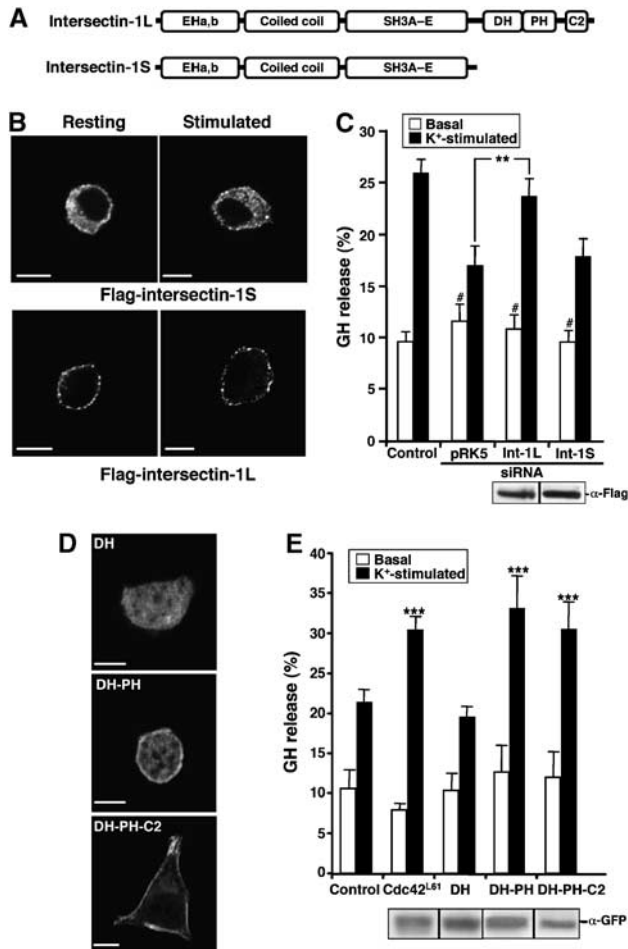 A
Intersectin-1L EHa,b Coiled coil SH3A–E DH PH C2
Intersectin-1S EHa,b Coiled coil SH3A–E
B
Resting Stimulated
Flag-intersectin-1S
Flag-intersectin-1L
C
Basal
K+-stimulated
GH release (%)
30
25
20
15
10
5
0
**
# # #
Control pRK5 Int-1L Int-1S
siRNA
-α-Flag
D
DH
DH-PH
DH-PH-C2
E
Basal
K+-stimulated
GH release (%)
40
35
30
25
20
15
10
5
0
*** *** ***
Control Cdc42L61 DH DH-PH DH-PH-C2
-α-GFP